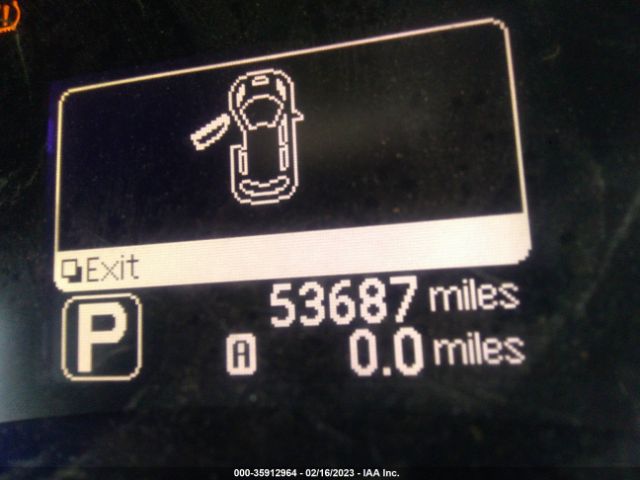 Exit
53687 miles
P
A 0.0 miles
000-35912964 - 02/16/2023 - IAA Inc.